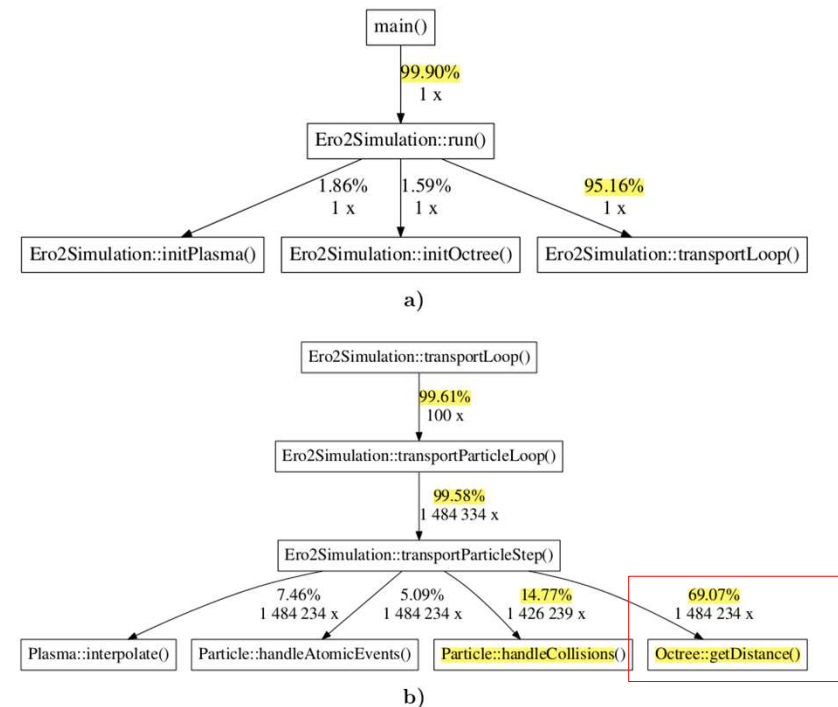 main()
99.90%
1 x
Ero2Simulation::run()
1.86% 1.59% 95.16%
1 x 1 x 1 x
Ero2Simulation::initPlasma() Ero2Simulation::initOctree() Ero2Simulation::transportLoop()
a)
Ero2Simulation::transportLoop()
99.61%
100 x
Ero2Simulation::transportParticleLoop()
99.58%
1 484 334 x
Ero2Simulation::transportParticleStep()
7.46% 5.09% 14.77% 69.07%
1 484 234 x 1 484 234 x 1 426 239 x 1 484 234 x
Plasma::interpolate() Particle::handleAtomicEvents() Particle::handleCollisions() Octree::getDistance()
b)